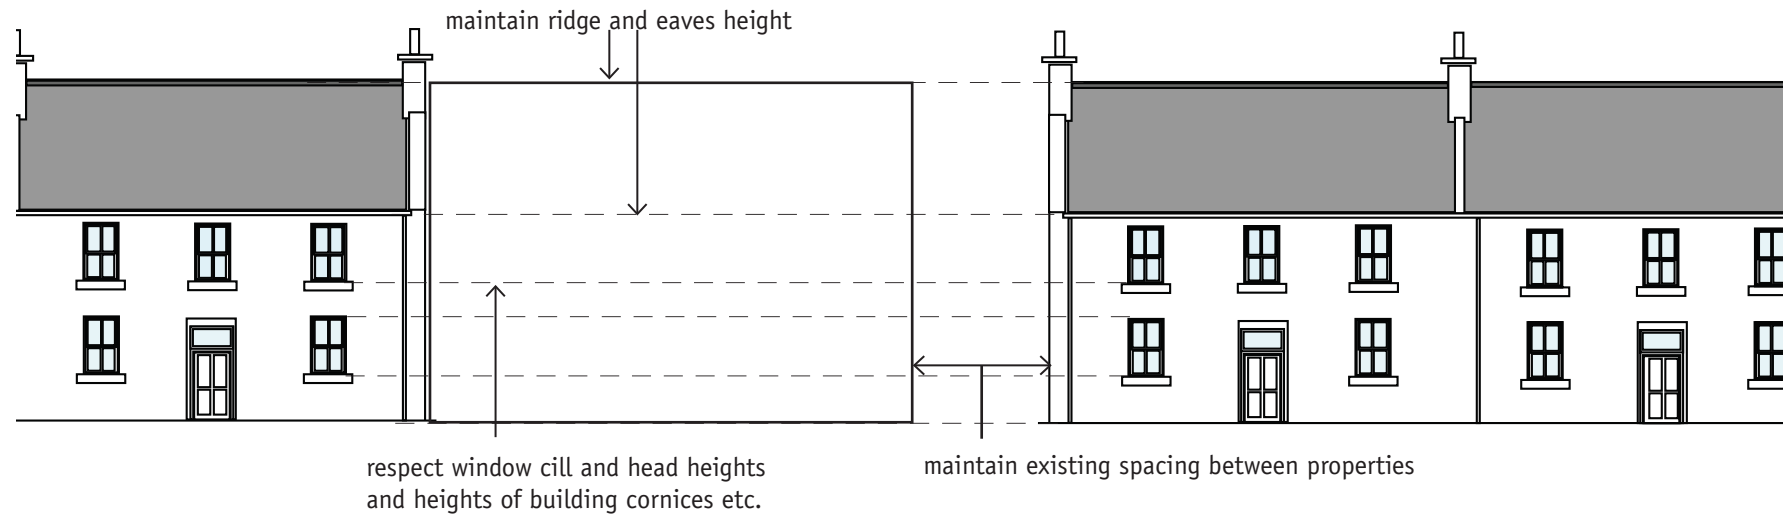 maintain ridge and eaves height
respect window cill and head heights
and heights of building cornices etc.
maintain existing spacing between properties